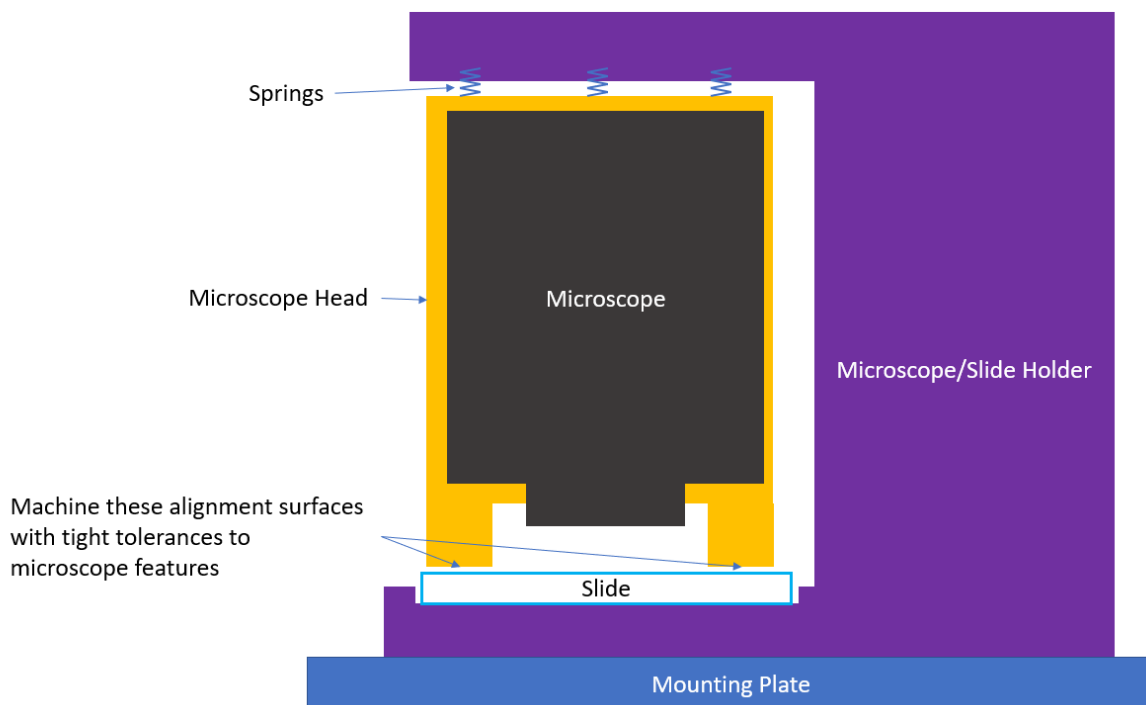 Springs
Microscope Head
Microscope
Microscope/Slide Holder
Machine these alignment surfaces
with tight tolerances to
microscope features
Slide
Mounting Plate